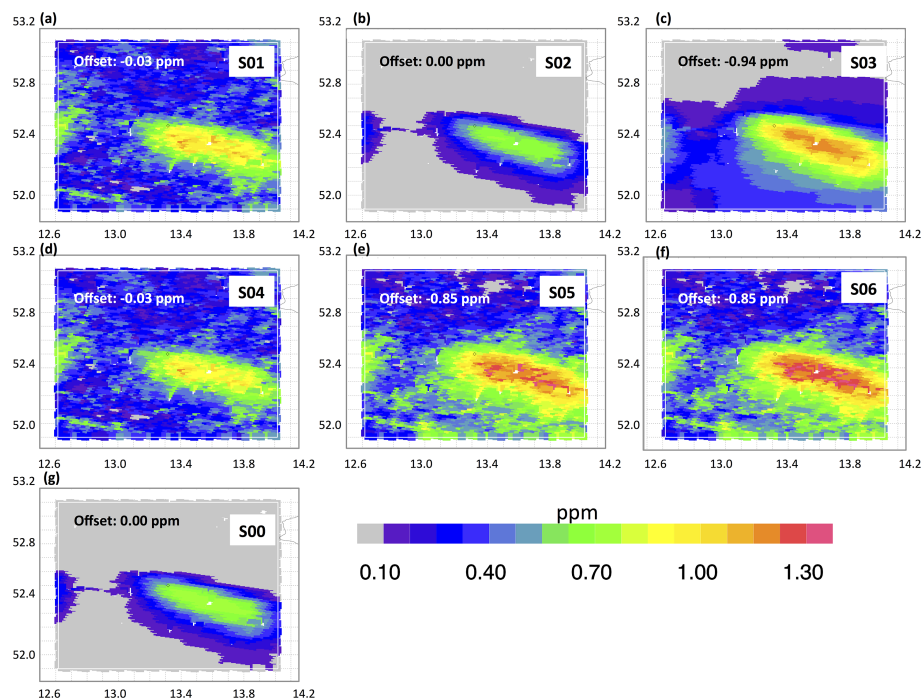 (a) (b) (c)
53.2 53.2 53.2
Offset: -0.03 ppm S01 Offset: 0.00 ppm S02 Offset: -0.94 ppm S03
52.8 52.8 52.8
52.4 52.4 52.4
52.0 52.0 52.0
12.6 13.0 13.4 13.8 14.2 12.6 13.0 13.4 13.8 14.2 12.6 13.0 13.4 13.8 14.2
(d) (e) (f)
53.2 53.2 53.2
Offset: -0.03 ppm S04 Offset: -0.85 ppm S05 Offset: -0.85 ppm S06
52.8 52.8 52.8
52.4 52.4 52.4
52.0 52.0 52.0
12.6 13.0 13.4 13.8 14.2 12.6 13.0 13.4 13.8 14.2 12.6 13.0 13.4 13.8 14.2
(g)
53.2
Offset: 0.00 ppm S00
52.8
52.4
52.0
12.6 13.0 13.4 13.8 14.2
ppm
0.10 0.40 0.70 1.00 1.30